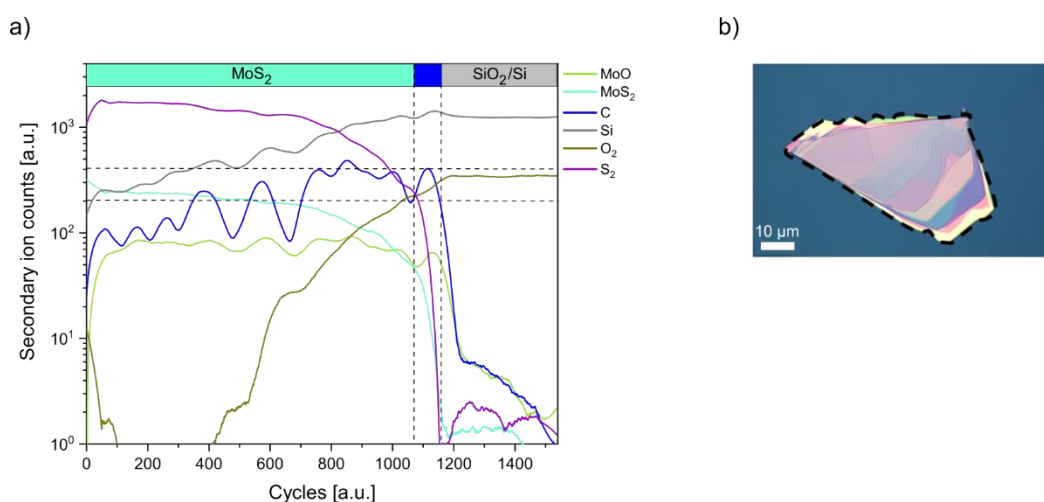 a)
b)
MoS₂
SiO₂/Si
MoO
MoS₂
C
Si
O₂
S₂
Secondary ion counts [a.u.]
10³
10²
10¹
10⁰
0 200 400 600 800 1000 1200 1400
Cycles [a.u.]
10 µm